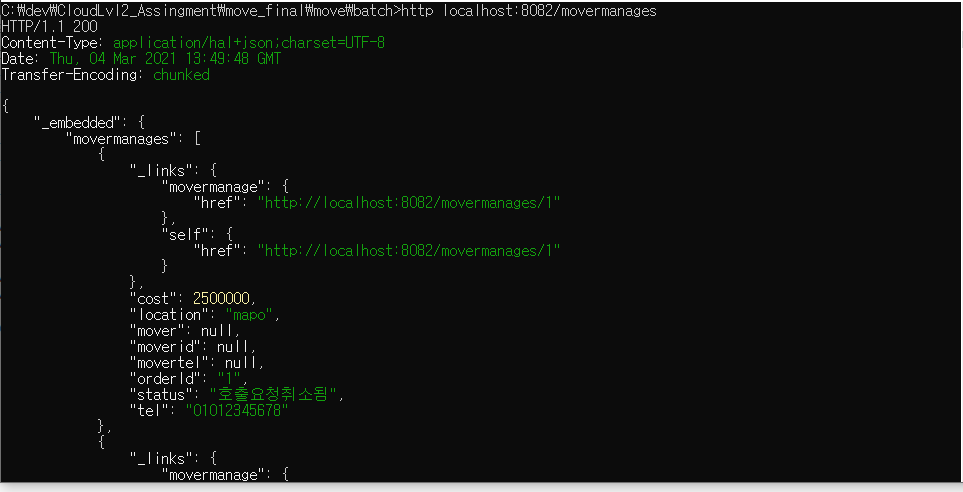 C:\dev\CloudLvl2_Assingment\move_final\move\batch>http localhost:8082/movermanages
HTTP/1.1 200
Content-Type: application/hal+json;charset=UTF-8
Date: Thu, 04 Mar 2021 13:49:48 GMT
Transfer-Encoding: chunked
{
"_embedded": {
"movermanages": [
{
"_links": {
"movermanage": {
"href": "http://localhost:8082/movermanages/1"
},
"self": {
"href": "http://localhost:8082/movermanages/1"
}
},
"cost": 2500000,
"location": "mapo",
"mover": null,
"moverid": null,
"movertel": null,
"orderId": "1",
"status": "호출요청취소됨",
"tel": "01012345678"
},
{
"_links": {
"movermanage": {